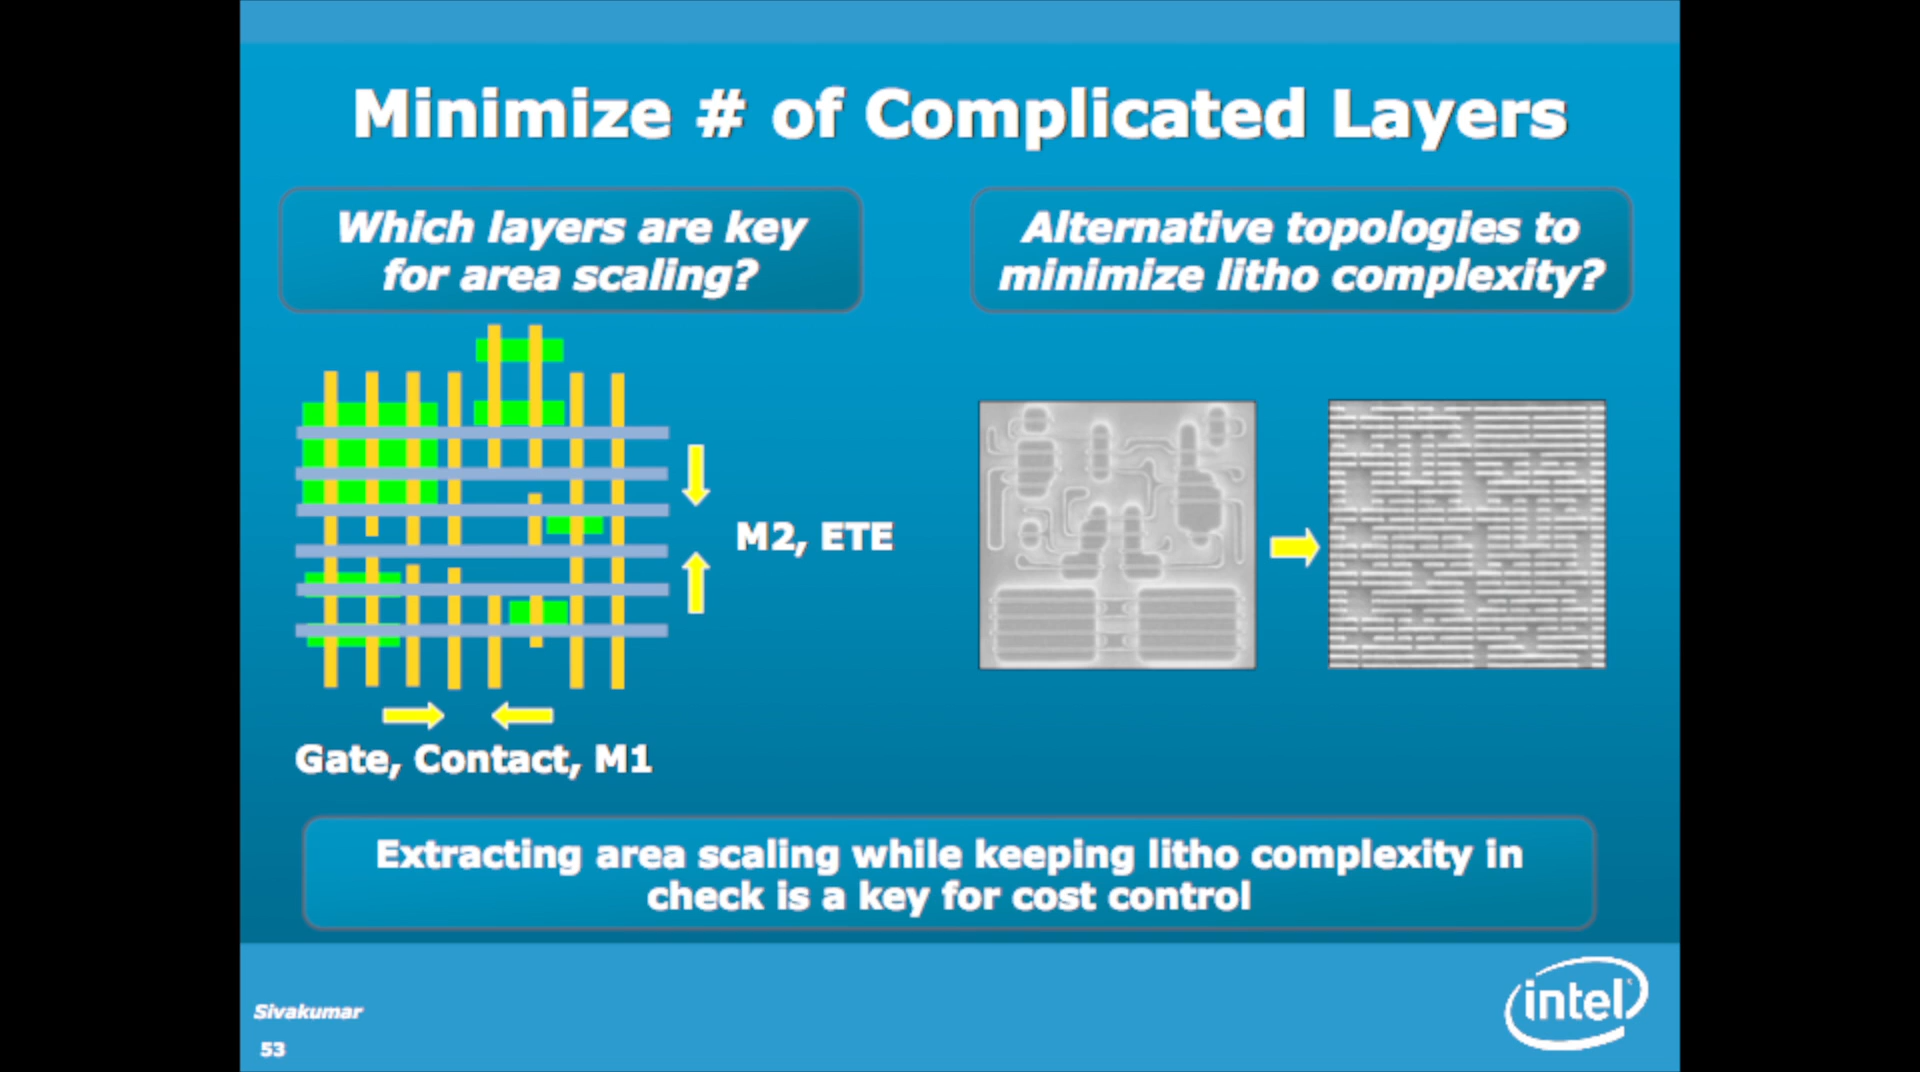 Minimize # of Complicated Layers
Which layers are key
for area scaling?
Alternative topologies to
minimize litho complexity?
M2, ETE
Gate, Contact, M1
Extracting area scaling while keeping litho complexity in
check is a key for cost control
Sivakumar
53
intel